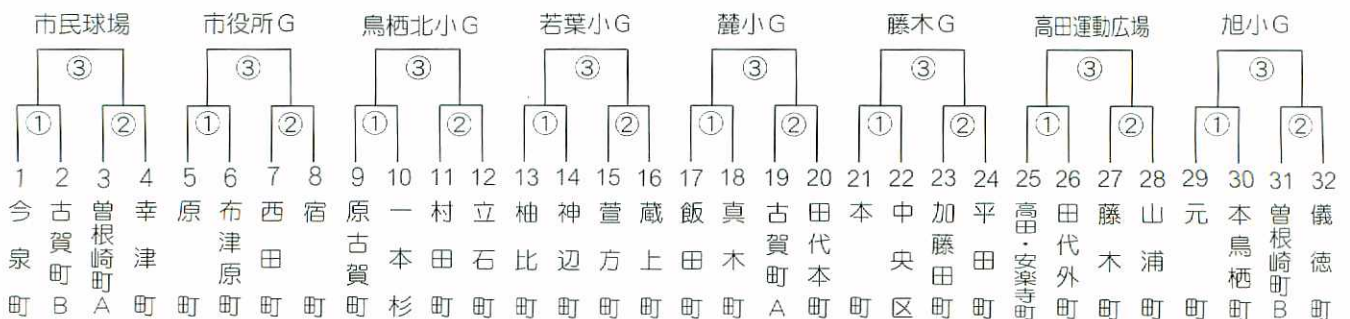 市民球場 市役所G 鳥栖北小G 若葉小G 麓小G 藤木G 高田運動広場 旭小G
③ ③ ③ ③ ③ ③ ③ ③
① ② ① ② ① ② ① ② ① ② ① ② ① ② ① ②
1 2 3 4 5 6 7 8 9 10 11 12 13 14 15 16 17 18 19 20 21 22 23 24 25 26 27 28 29 30 31 32
今泉町
古賀町B
曽根崎町A
幸津町
原町
布津原町
西田町
宿町
原古賀町
一本杉
村田町
立石町
柚比町
神辺町
萱方町
蔵上町
飯田町
真木町
古賀町A
田代本町
本町
中央区
加藤田町
平田町
高田・安楽寺町
田代外町
藤木町
山浦町
元町
本鳥栖町
曽根崎町B
儀徳町